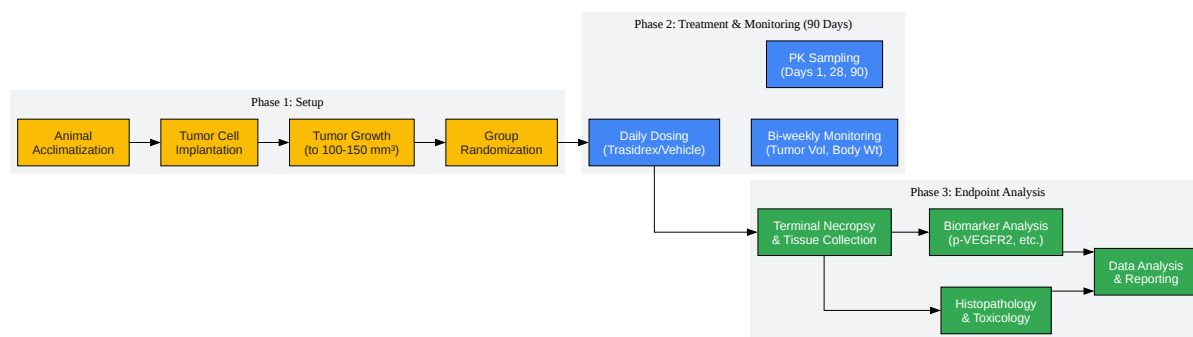 Phase 1: Setup
Animal
Acclimatization
Tumor Cell
Implantation
Tumor Growth
(to 100-150 mm³)
Group
Randomization
Phase 2: Treatment & Monitoring (90 Days)
PK Sampling
(Days 1, 28, 90)
Daily Dosing
(Trasidrex/Vehicle)
Bi-weekly Monitoring
(Tumor Vol, Body Wt)
Phase 3: Endpoint Analysis
Terminal Necropsy
& Tissue Collection
Biomarker Analysis
(p-VEGFR2, etc.)
Histopathology
& Toxicology
Data Analysis
& Reporting